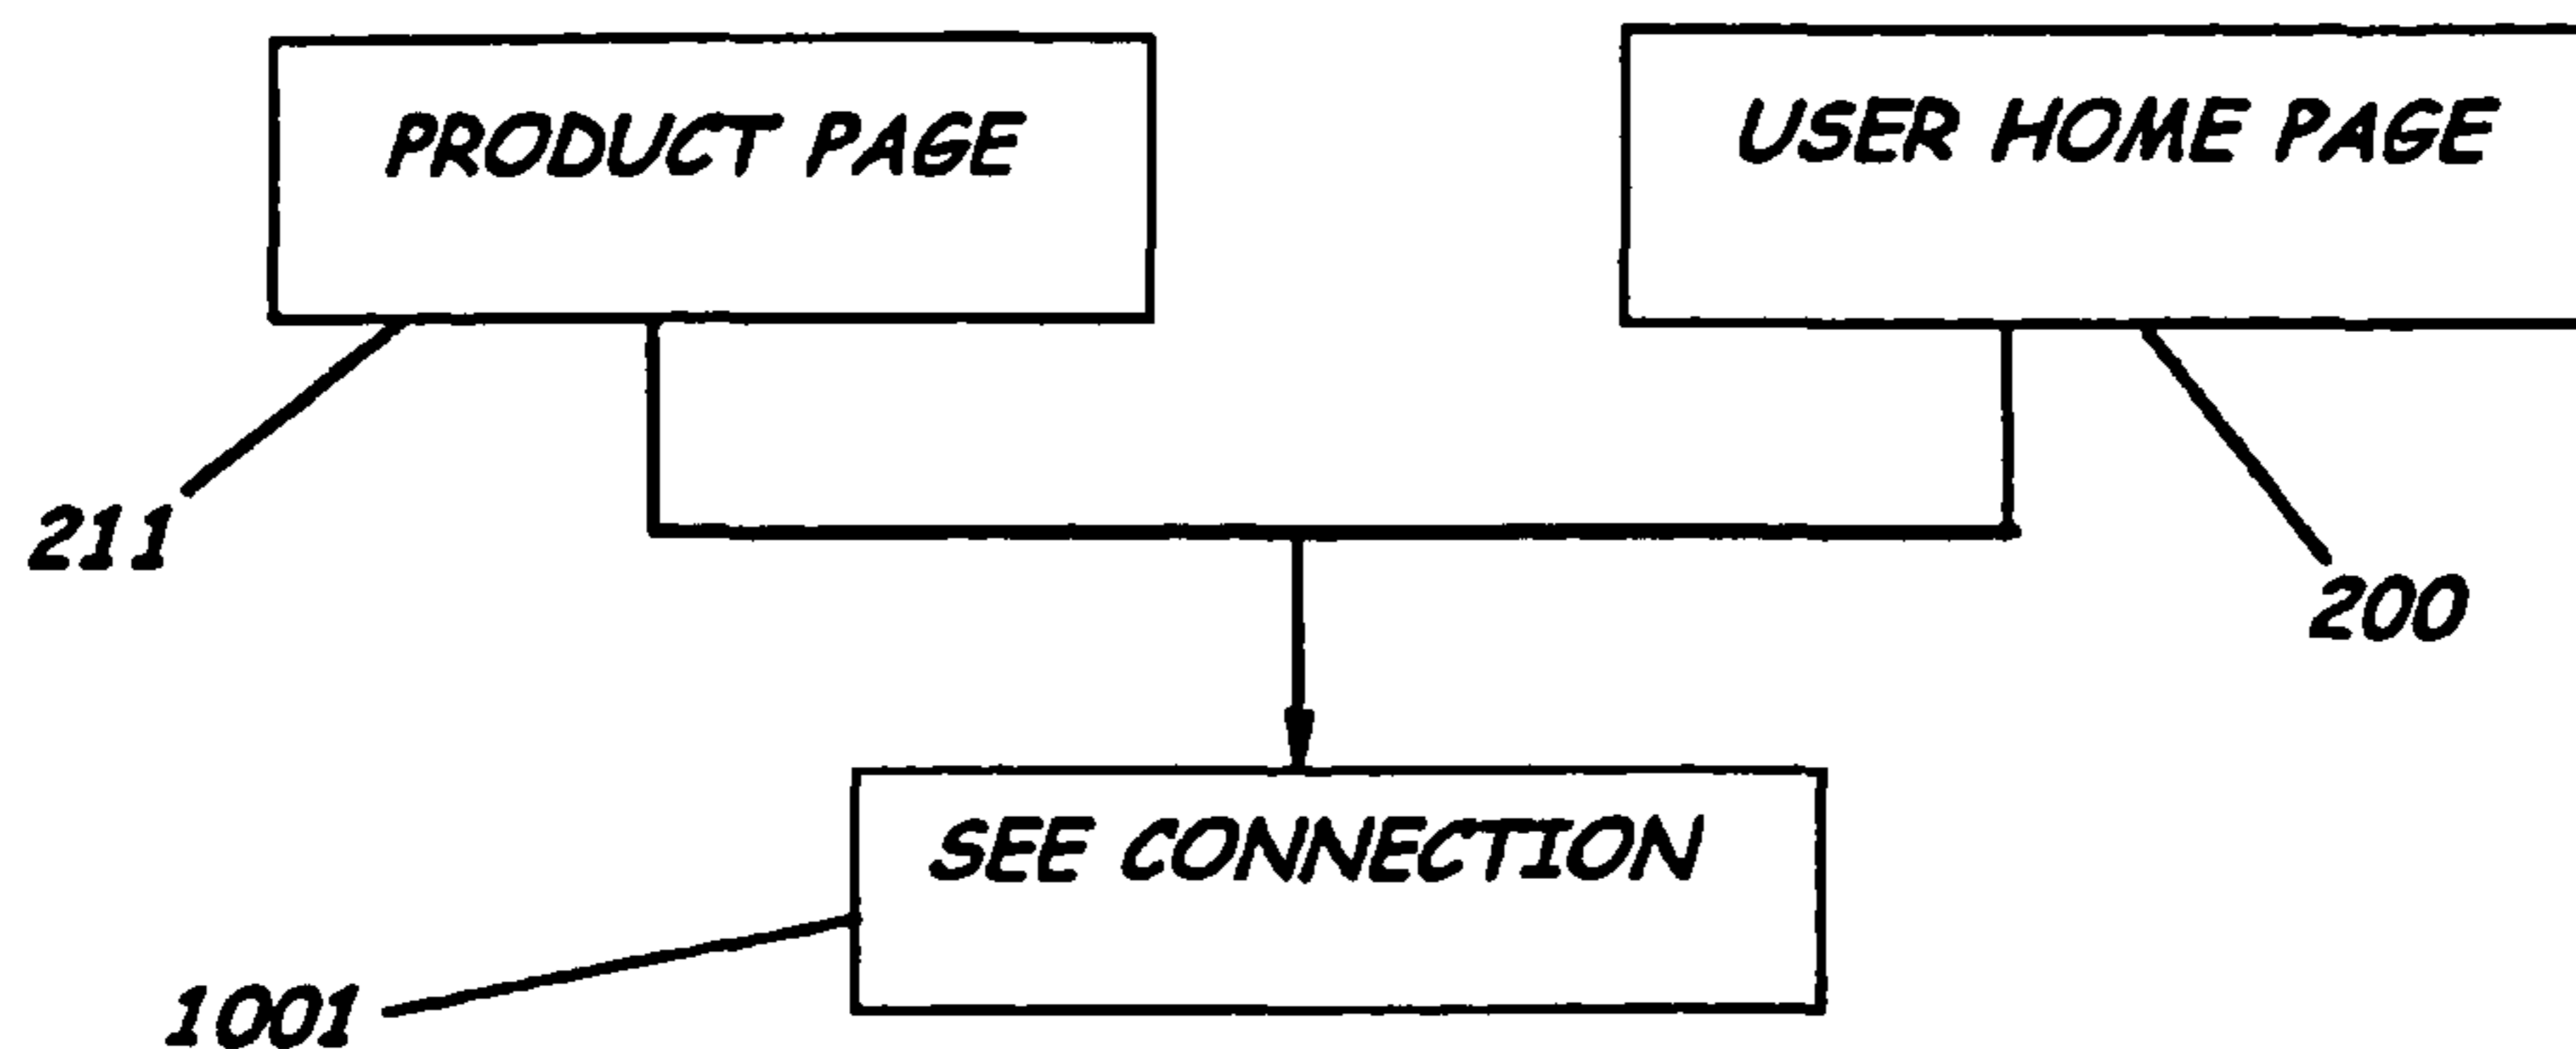 PRODUCT PAGE
USER HOME PAGE
211
200
SEE CONNECTION
1001